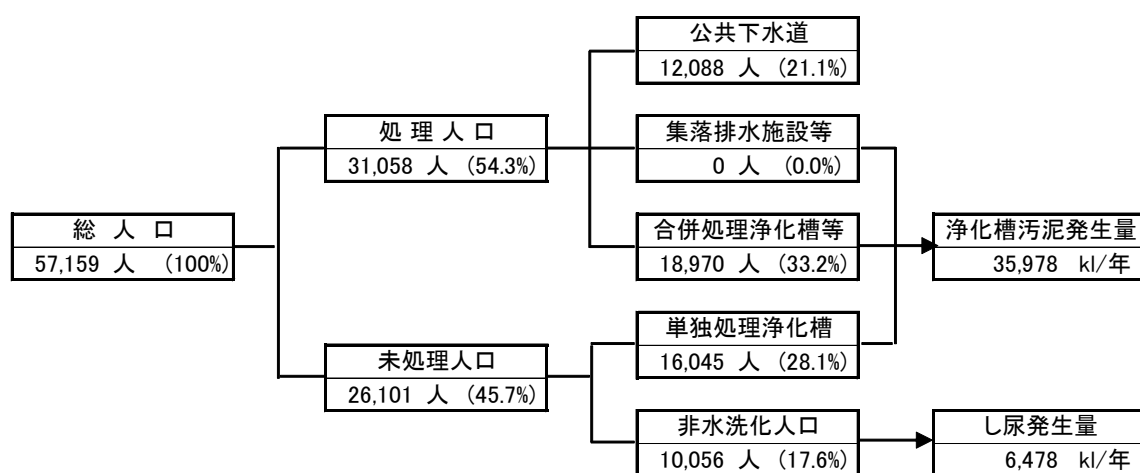 公共下水道
12,088 人 (21.1%)
処 理 人 口
31,058 人 (54.3%)
集落排水施設等
0 人 (0.0%)
総 人 口
57,159 人 (100%)
合併処理浄化槽等
18,970 人 (33.2%)
浄化槽汚泥発生量
35,978 kl/年
未処理人口
26,101 人 (45.7%)
単独処理浄化槽
16,045 人 (28.1%)
非水洗化人口
10,056 人 (17.6%)
し尿発生量
6,478 kl/年